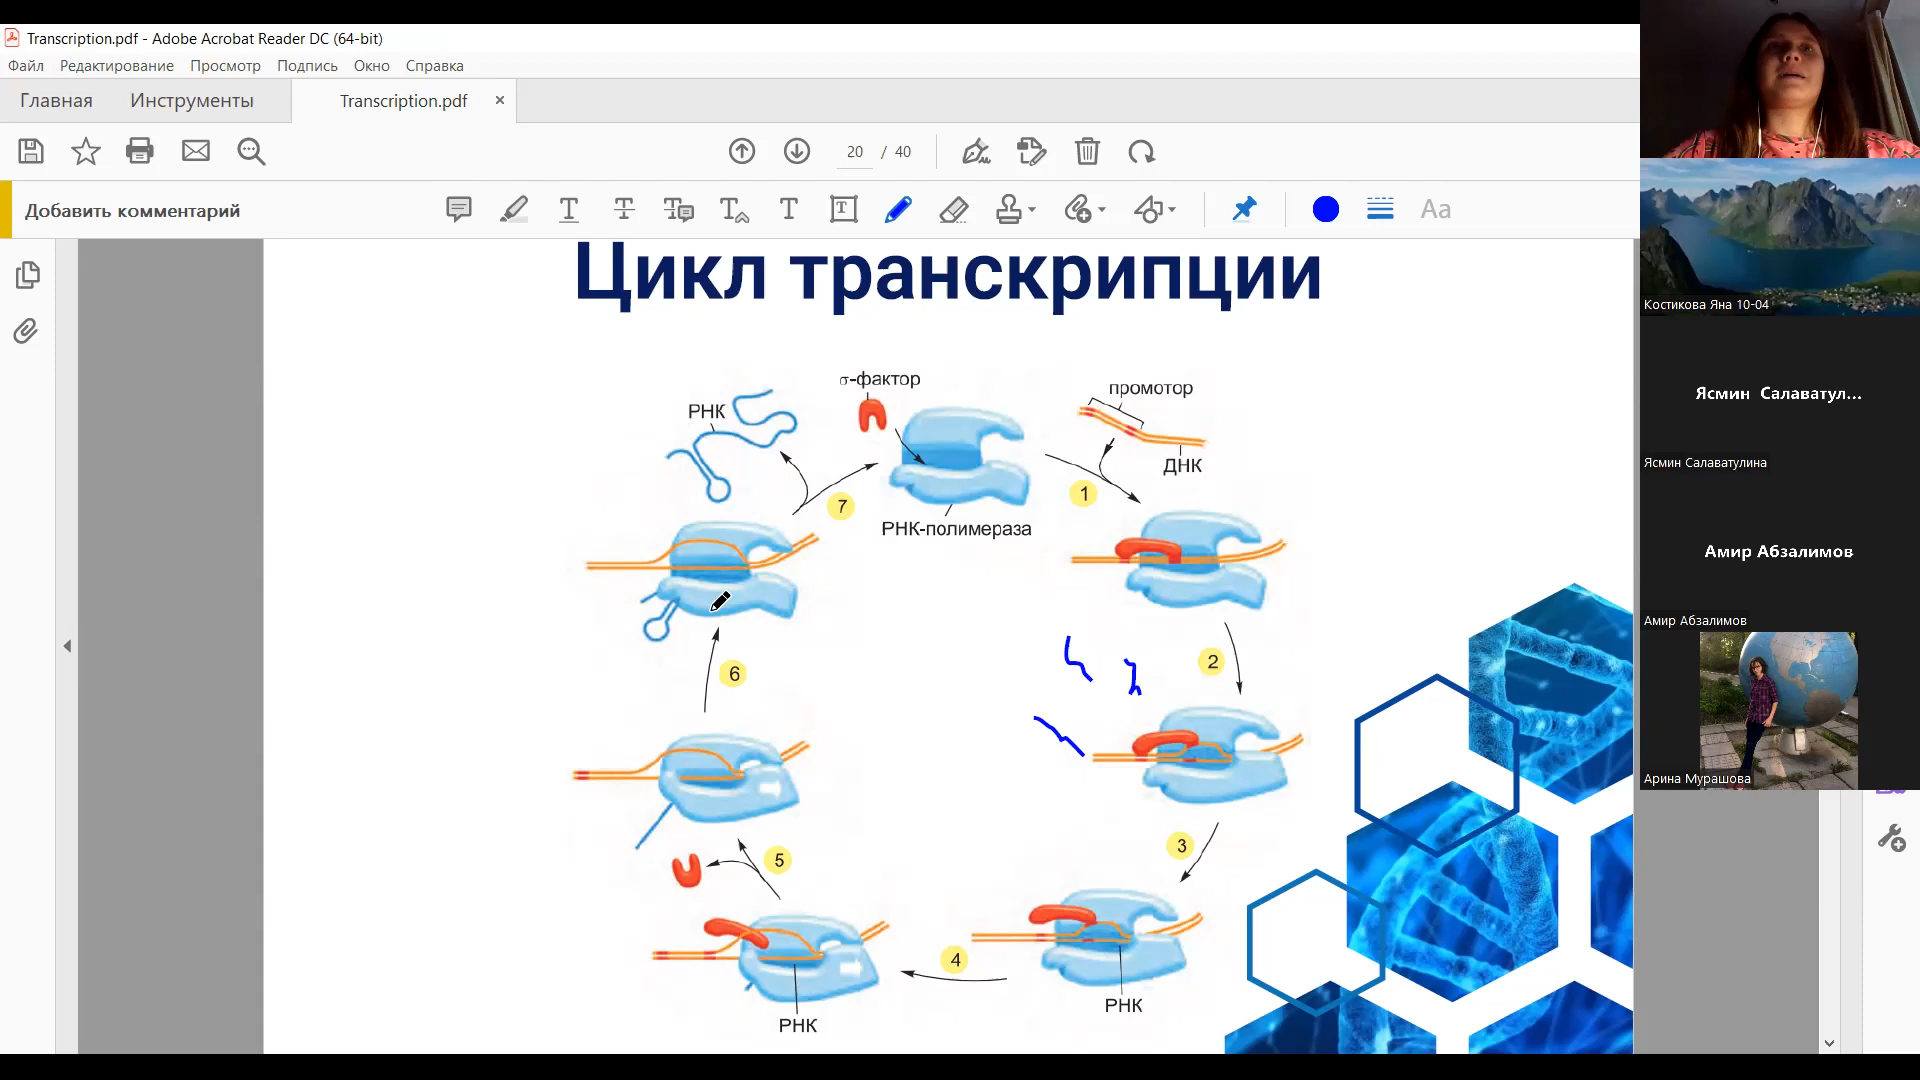 Transcription.pdf - Adobe Acrobat Reader DC (64-bit)
Файл Редактирование Просмотр Подпись Окно Справка
Главная Инструменты Transcription.pdf ×
20 / 40
Добавить комментарий
Aa
Цикл транскрипции
σ-фактор
промотор
РНК
ДНК
1
7
РНК-полимераза
2
6
3
5
4
РНК
РНК
Костикова Яна 10-04
Ясмин Салаватул...
Ясмин Салаватулина
Амир Абзалимов
Амир Абзалимов
Арина Мурашова